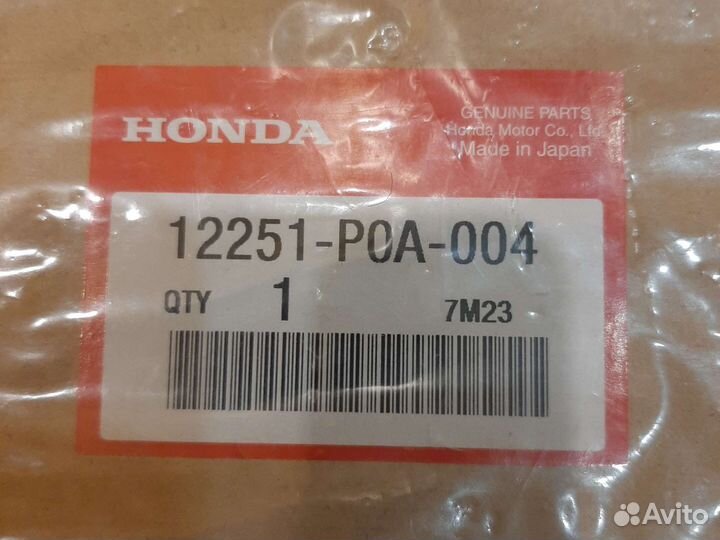 HONDA
GENUINE PARTS
Honda Motor Co., Ltd.
Made in Japan
12251-P0A-004
QTY 1 7M23
Avito